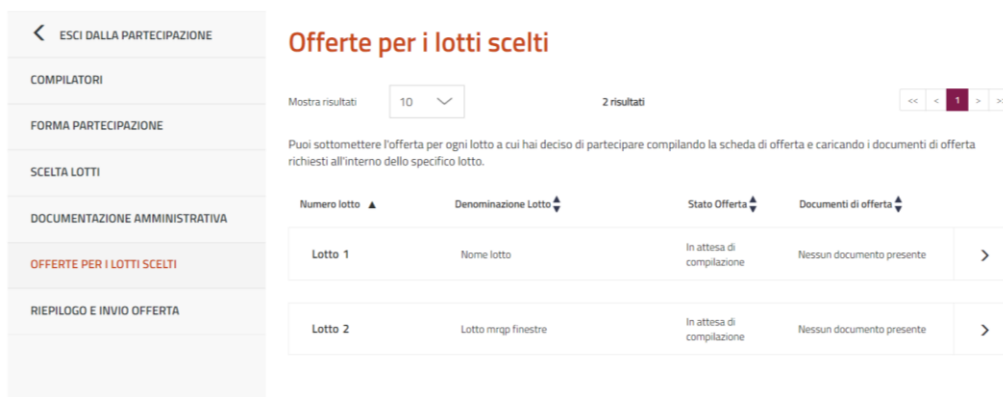 ESCI DALLA PARTECIPAZIONE
COMPILATORI
FORMA PARTECIPAZIONE
SCELTA LOTTI
DOCUMENTAZIONE AMMINISTRATIVA
OFFERTE PER I LOTTI SCELTI
RIEPILOGO E INVIO OFFERTA
Offerte per i lotti scelti
Mostra risultati 10 2 risultati << < 1 > >>
Puoi sottomettere l'offerta per ogni lotto a cui hai deciso di partecipare compilando la scheda di offerta e caricando i documenti di offerta
richiesti all'interno dello specifico lotto.
Numero lotto Denominazione Lotto Stato Offerta Documenti di offerta
Lotto 1 Nome lotto In attesa di compilazione Nessun documento presente
Lotto 2 Lotto mrqp finestre In attesa di compilazione Nessun documento presente